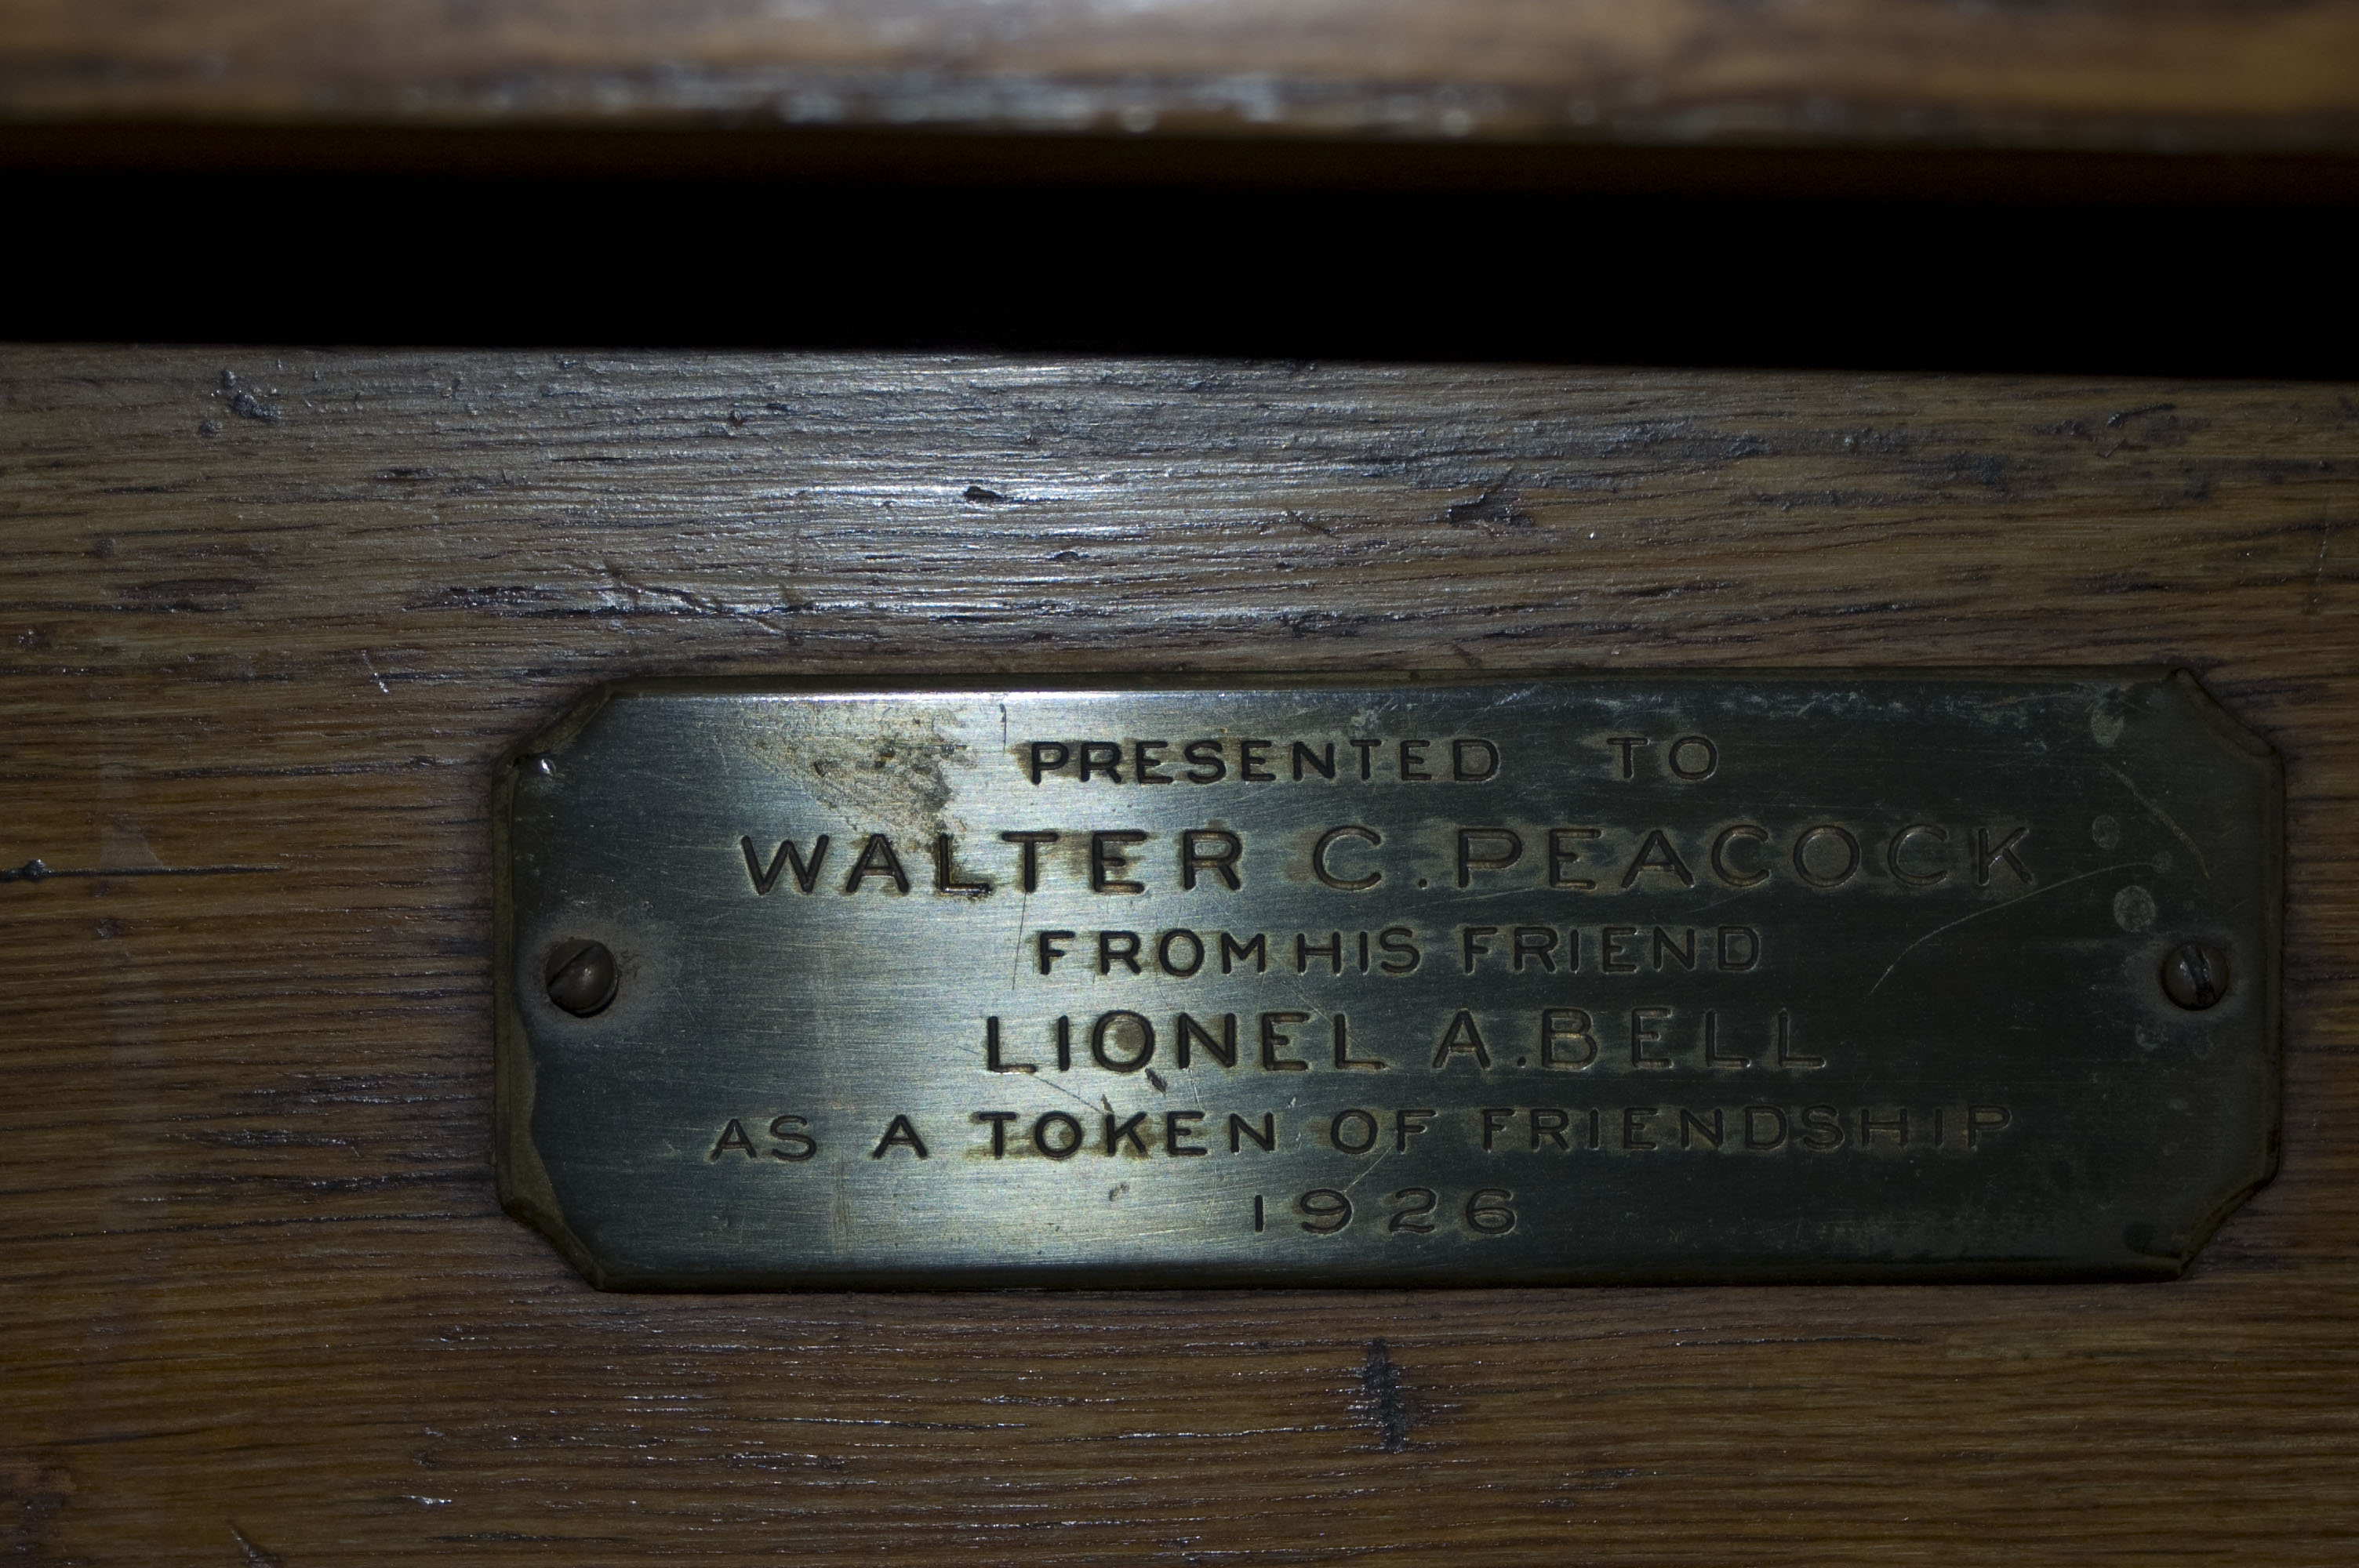 PRESENTED TO
WALTER C. PEACOCK
FROM HIS FRIEND
LIONEL A. BELL
AS A TOKEN OF FRIENDSHIP
1926